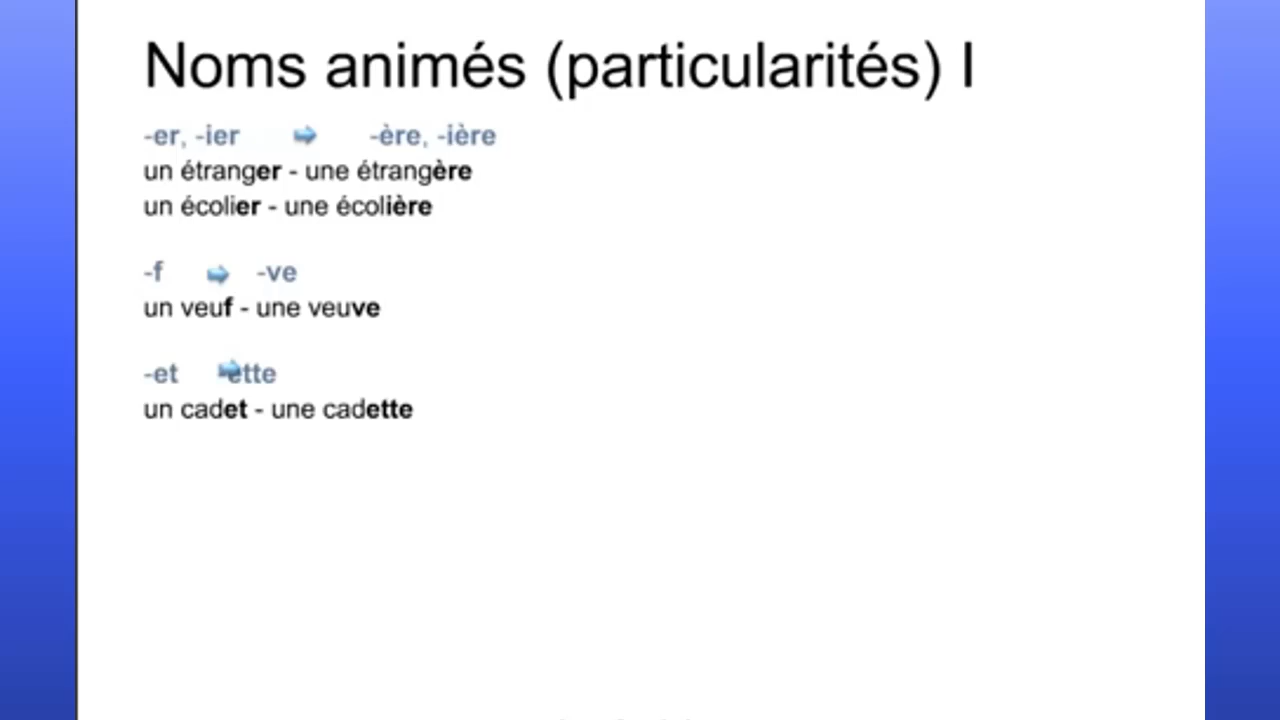 Noms animés (particularités) I
-er, -ier -ère, -ière
un étranger - une étrangère
un écolier - une écolière
-f -ve
un veuf - une veuve
-et ette
un cadet - une cadette